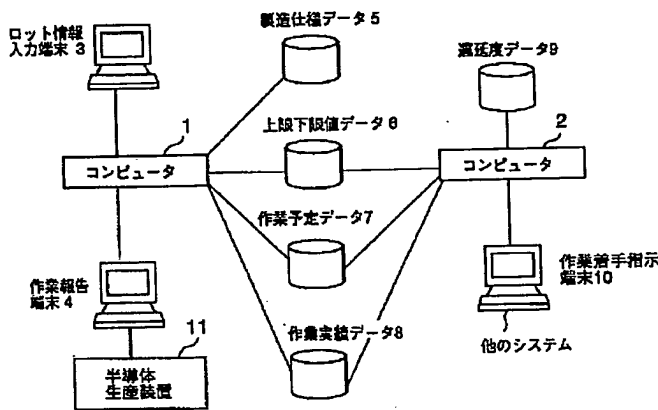 製造仕様データ5
ロット情報
入力端末 3
遅延度データ9
1
上限下限値データ 6
2
コンピュータ
コンピュータ
作業予定データ7
作業報告
端末 4
作業着手指示
端末10
11
作業実績データ8
他のシステム
半導体
生産装置